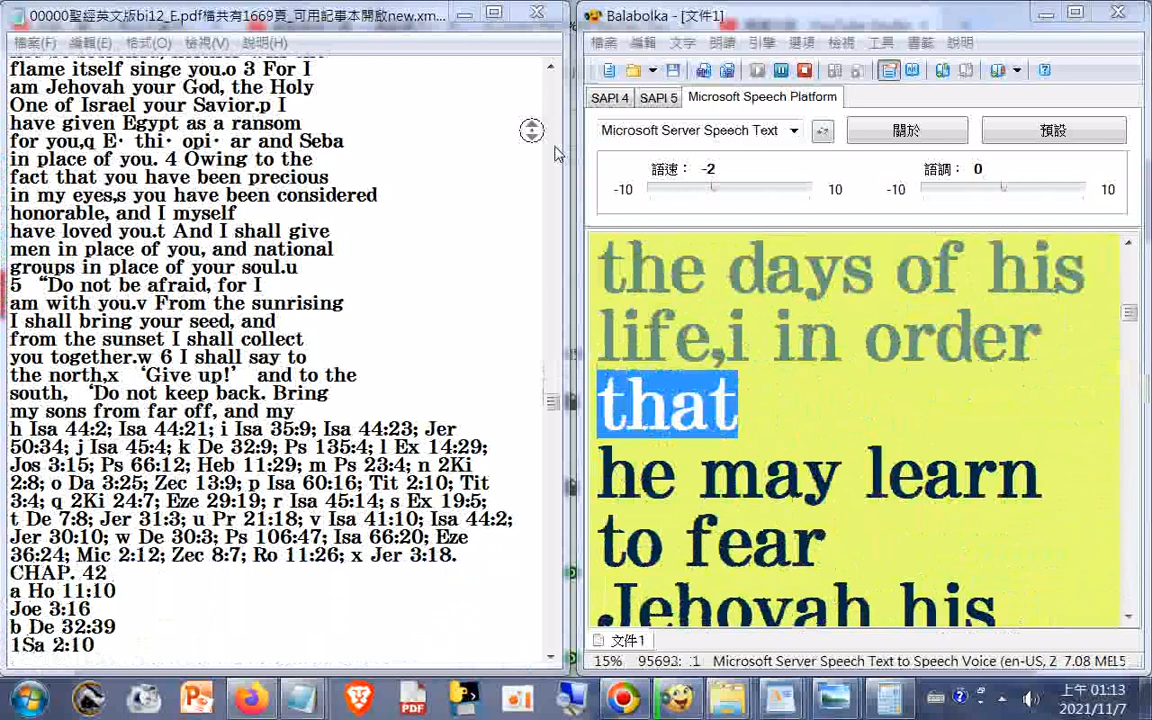 00000聖經英文版bi12_E.pdf檔共有1669頁_可用記事本開啟new.xm...
檔案(F) 編輯(E) 格式(O) 檢視(V) 說明(H)
flame itself singe you.o 3 For I
am Jehovah your God, the Holy
One of Israel your Savior.p I
have given Egypt as a ransom
for you,q E· thi· opi· ar and Seba
in place of you. 4 Owing to the
fact that you have been precious
in my eyes,s you have been considered
honorable, and I myself
have loved you.t And I shall give
men in place of you, and national
groups in place of your soul.u
5 “Do not be afraid, for I
am with you.v From the sunrising
I shall bring your seed, and
from the sunset I shall collect
you together.w 6 I shall say to
the north,x ‘Give up!’ and to the
south, ‘Do not keep back. Bring
my sons from far off, and my
h Isa 44:2; Isa 44:21; i Isa 35:9; Isa 44:23; Jer
50:34; j Isa 45:4; k De 32:9; Ps 135:4; l Ex 14:29;
Jos 3:15; Ps 66:12; Heb 11:29; m Ps 23:4; n 2Ki
2:8; o Da 3:25; Zec 13:9; p Isa 60:16; Tit 2:10; Tit
3:4; q 2Ki 24:7; Eze 29:19; r Isa 45:14; s Ex 19:5;
t De 7:8; Jer 31:3; u Pr 21:18; v Isa 41:10; Isa 44:2;
Jer 30:10; w De 30:3; Ps 106:47; Isa 66:20; Eze
36:24; Mic 2:12; Zec 8:7; Ro 11:26; x Jer 3:18.
CHAP. 42
a Ho 11:10
Joe 3:16
b De 32:39
1Sa 2:10
Balabolka - [文件1]
檔案 編輯 文字 朗讀 引擎 選項 檢視 工具 書籤 說明
SAPI 4 SAPI 5 Microsoft Speech Platform
Microsoft Server Speech Text 關於 預設
語速： -2 語調： 0
-10 10 -10 10
the days of his
life,i in order
that
he may learn
to fear
Jehovah his
文件1
15% 95692: :1 Microsoft Server Speech Text to Speech Voice (en-US, Z 7.08 ME15
上午 01:13
2021/11/7